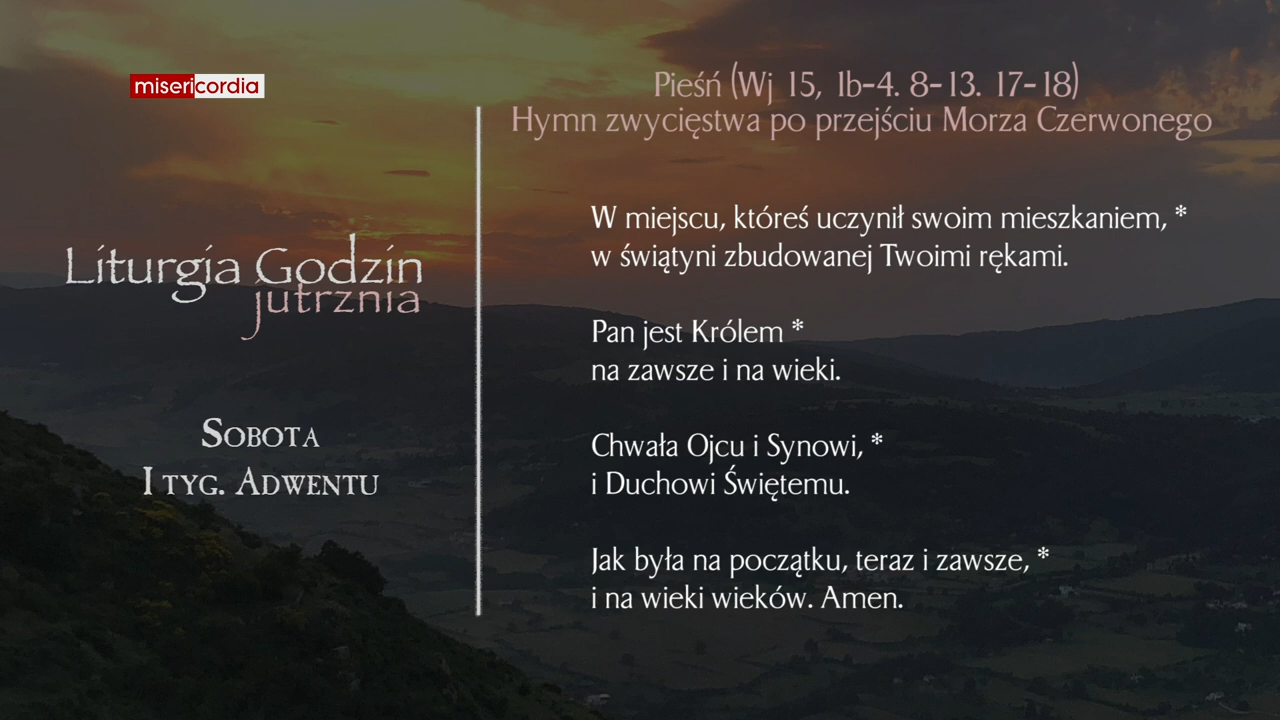 misericordia
Liturgia Godzin
jutrznia
Sobota
I tyg. Adwentu
Pieśń (Wj 15, 1b-4. 8-13. 17-18)
Hymn zwycięstwa po przejściu Morza Czerwonego
W miejscu, któreś uczynił swoim mieszkaniem, *
w świątyni zbudowanej Twoimi rękami.
Pan jest Królem *
na zawsze i na wieki.
Chwała Ojcu i Synowi, *
i Duchowi Świętemu.
Jak była na początku, teraz i zawsze, *
i na wieki wieków. Amen.